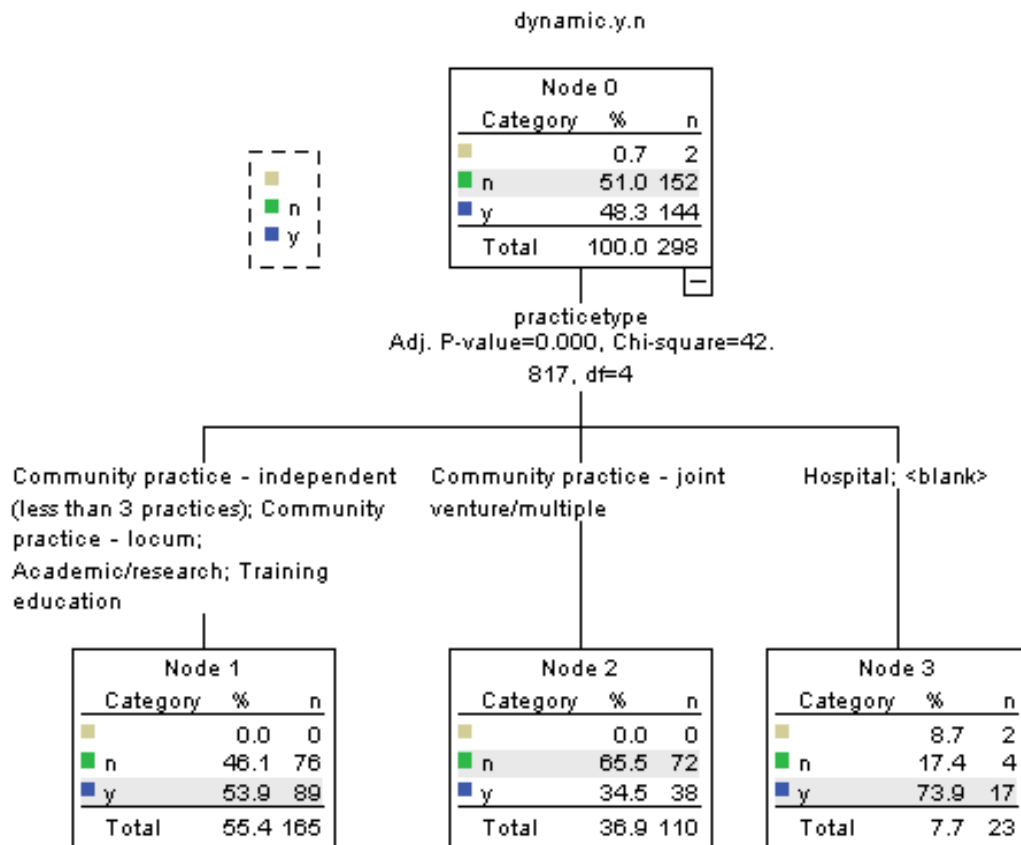 dynamic.y.n
Node 0
Category % n
0.7 2
n 51.0 152
y 48.3 144
Total 100.0 298
n
y
practicetype
Adj. P-value=0.000, Chi-square=42.
817, df=4
Community practice - independent
(less than 3 practices); Community
practice - locum;
Academic/research; Training
education
Community practice - joint
venture/multiple
Hospital; <blank>
Node 1
Category % n
0.0 0
n 46.1 76
y 53.9 89
Total 55.4 165
Node 2
Category % n
0.0 0
n 65.5 72
y 34.5 38
Total 36.9 110
Node 3
Category % n
8.7 2
n 17.4 4
y 73.9 17
Total 7.7 23